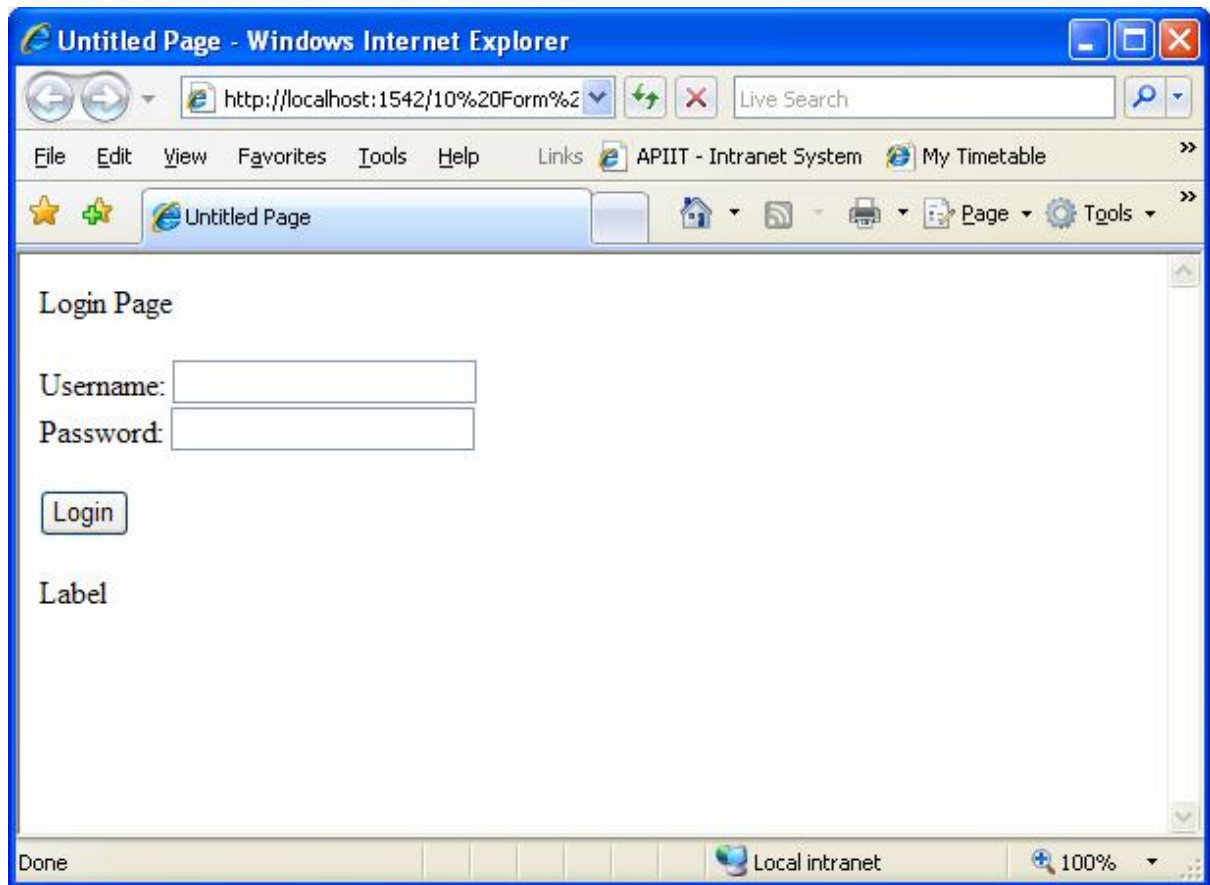 Untitled Page - Windows Internet Explorer
http://localhost:1542/10%20Form%2
Live Search
File Edit View Favorites Tools Help Links APIIT - Intranet System My Timetable »
Untitled Page Page Tools »
Login Page
Username:
Password:
Login
Label
Done Local intranet 100%